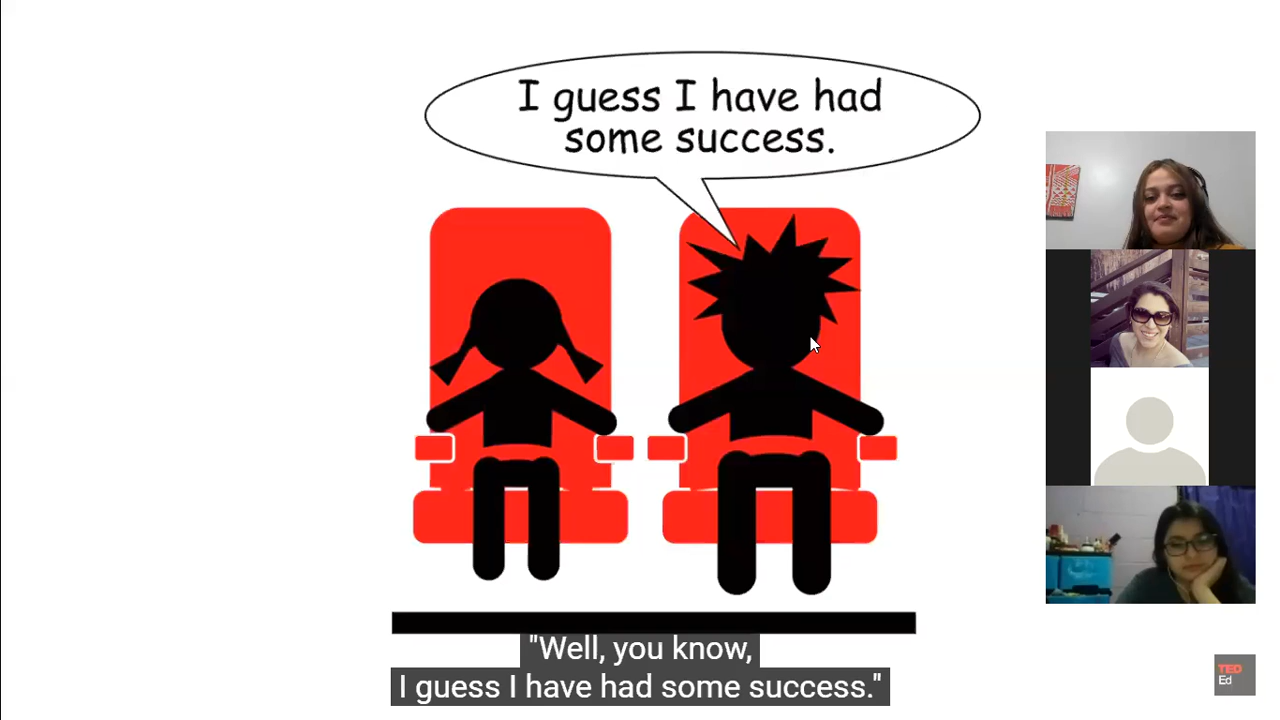 I guess I have had
some success.
"Well, you know,
I guess I have had some success."
TED
Ed